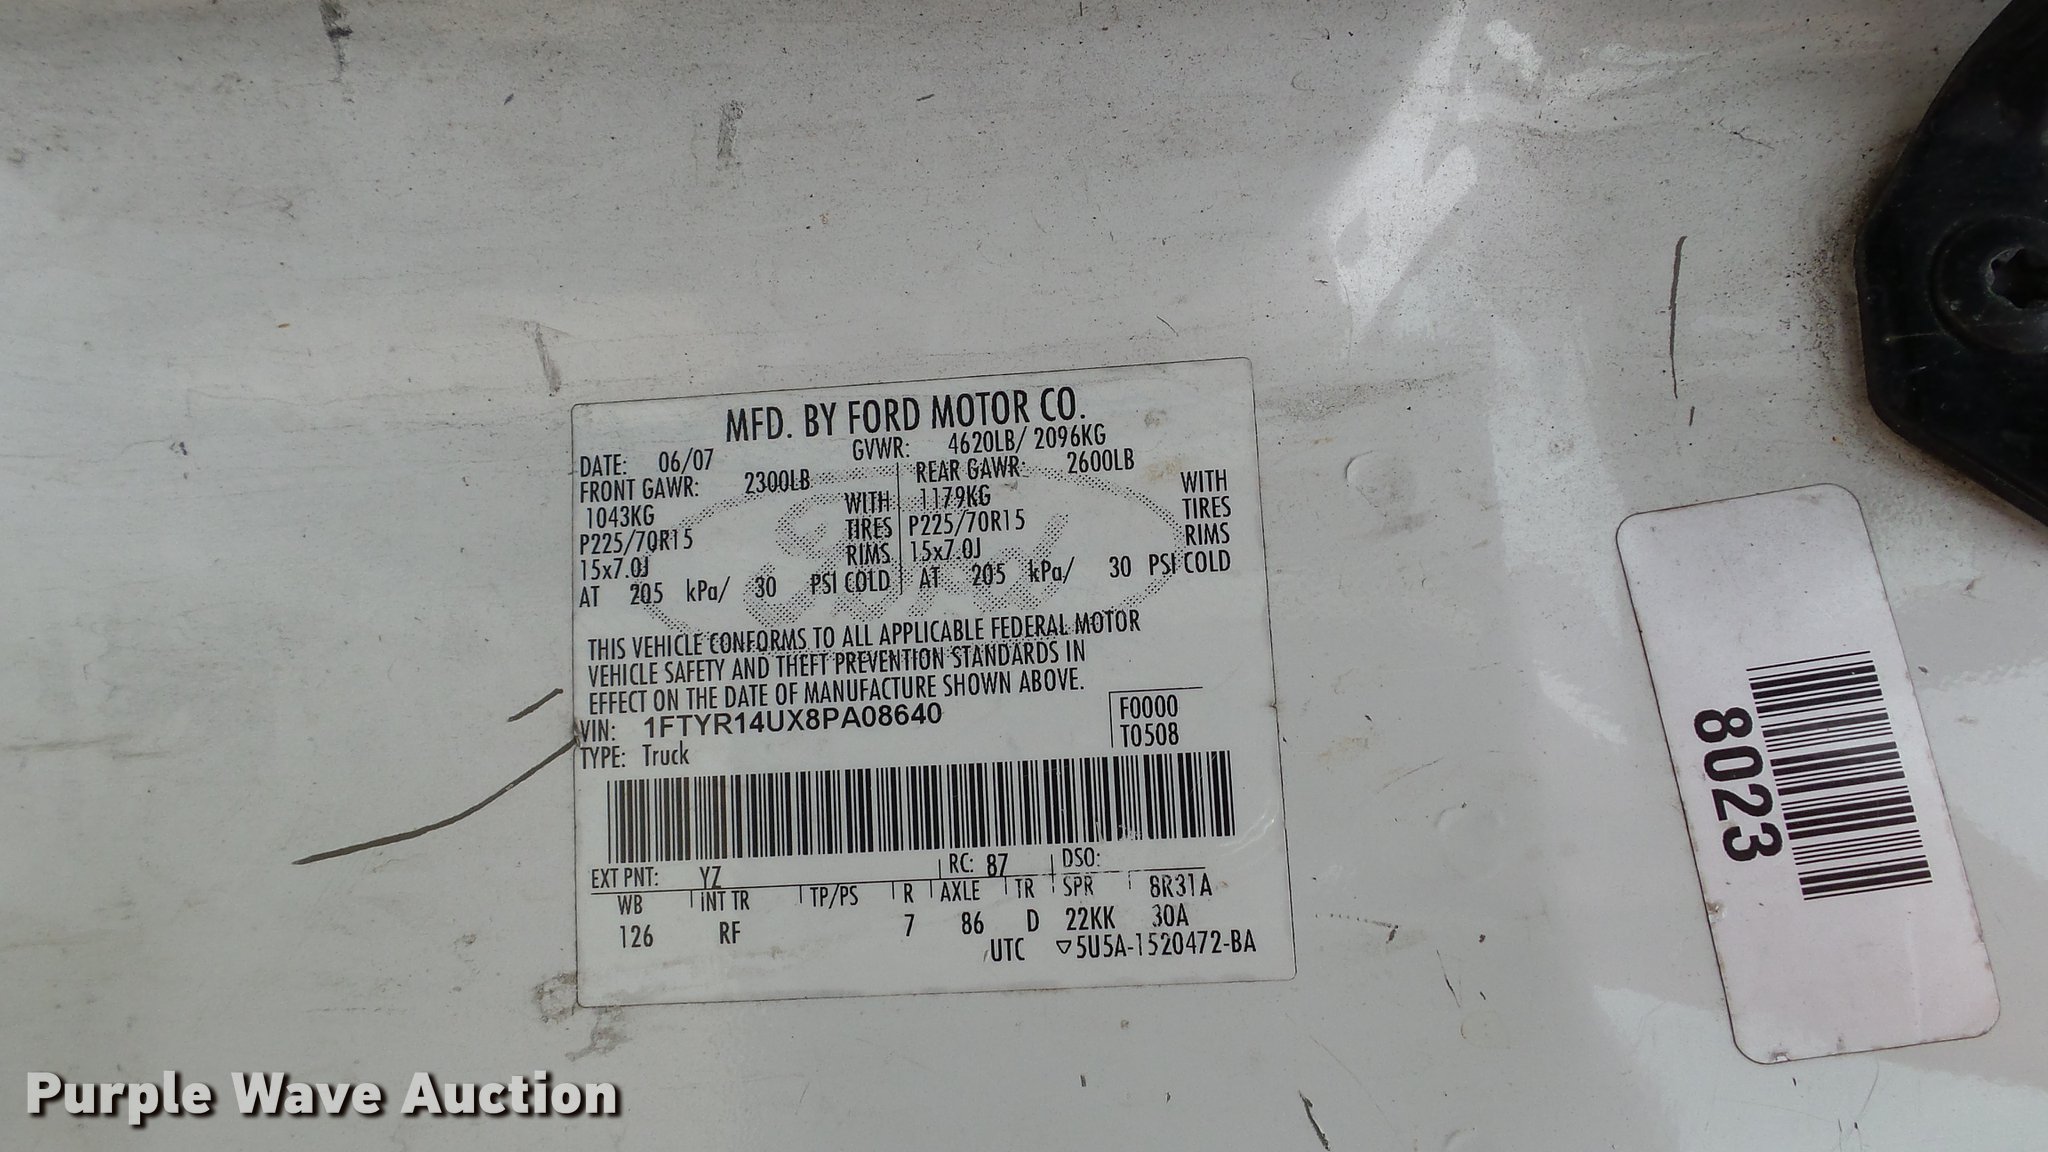 MFD. BY FORD MOTOR CO.
DATE: 06/07 GVWR: 4620LB/ 2096KG
FRONT GAWR: 2300LB REAR GAWR: 2600LB
1043KG WITH 1179KG WITH
P225/70R15 TIRES P225/70R15 TIRES
15x7.0J RIMS 15x7.0J RIMS
AT 205 kPa/ 30 PSI COLD AT 205 kPa/ 30 PSI COLD
THIS VEHICLE CONFORMS TO ALL APPLICABLE FEDERAL MOTOR
VEHICLE SAFETY AND THEFT PREVENTION STANDARDS IN
EFFECT ON THE DATE OF MANUFACTURE SHOWN ABOVE.
VIN: 1FTYR14UX8PA08640 F0000
TYPE: Truck T0508
EXT PNT: YZ RC: 87 DSO:
WB INT TR TP/PS R AXLE TR SPR 8R31A
126 RF 7 86 D 22KK 30A
UTC ▽5U5A-1520472-BA
Ford
8023
Purple Wave Auction